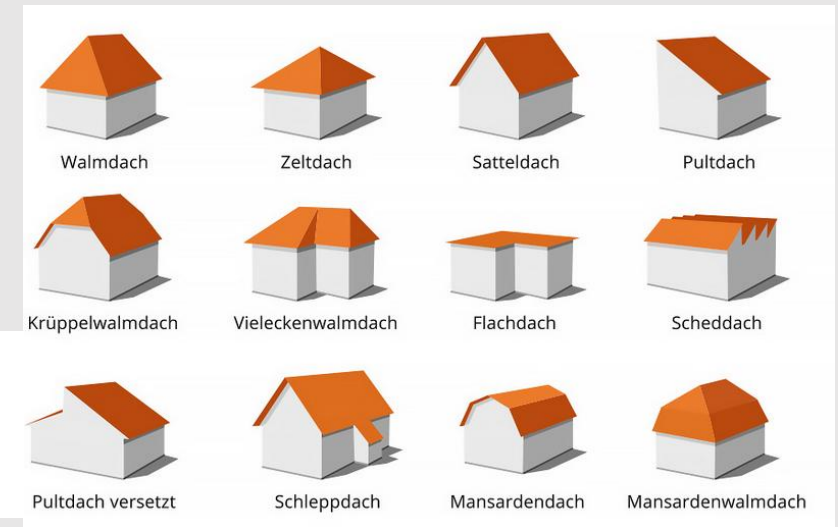 Walmdach
Zeltdach
Satteldach
Pultdach
Krüppelwalmdach
Vieleckenwalmdach
Flachdach
Scheddach
Pultdach versetzt
Schleppdach
Mansardendach
Mansardenwalmdach